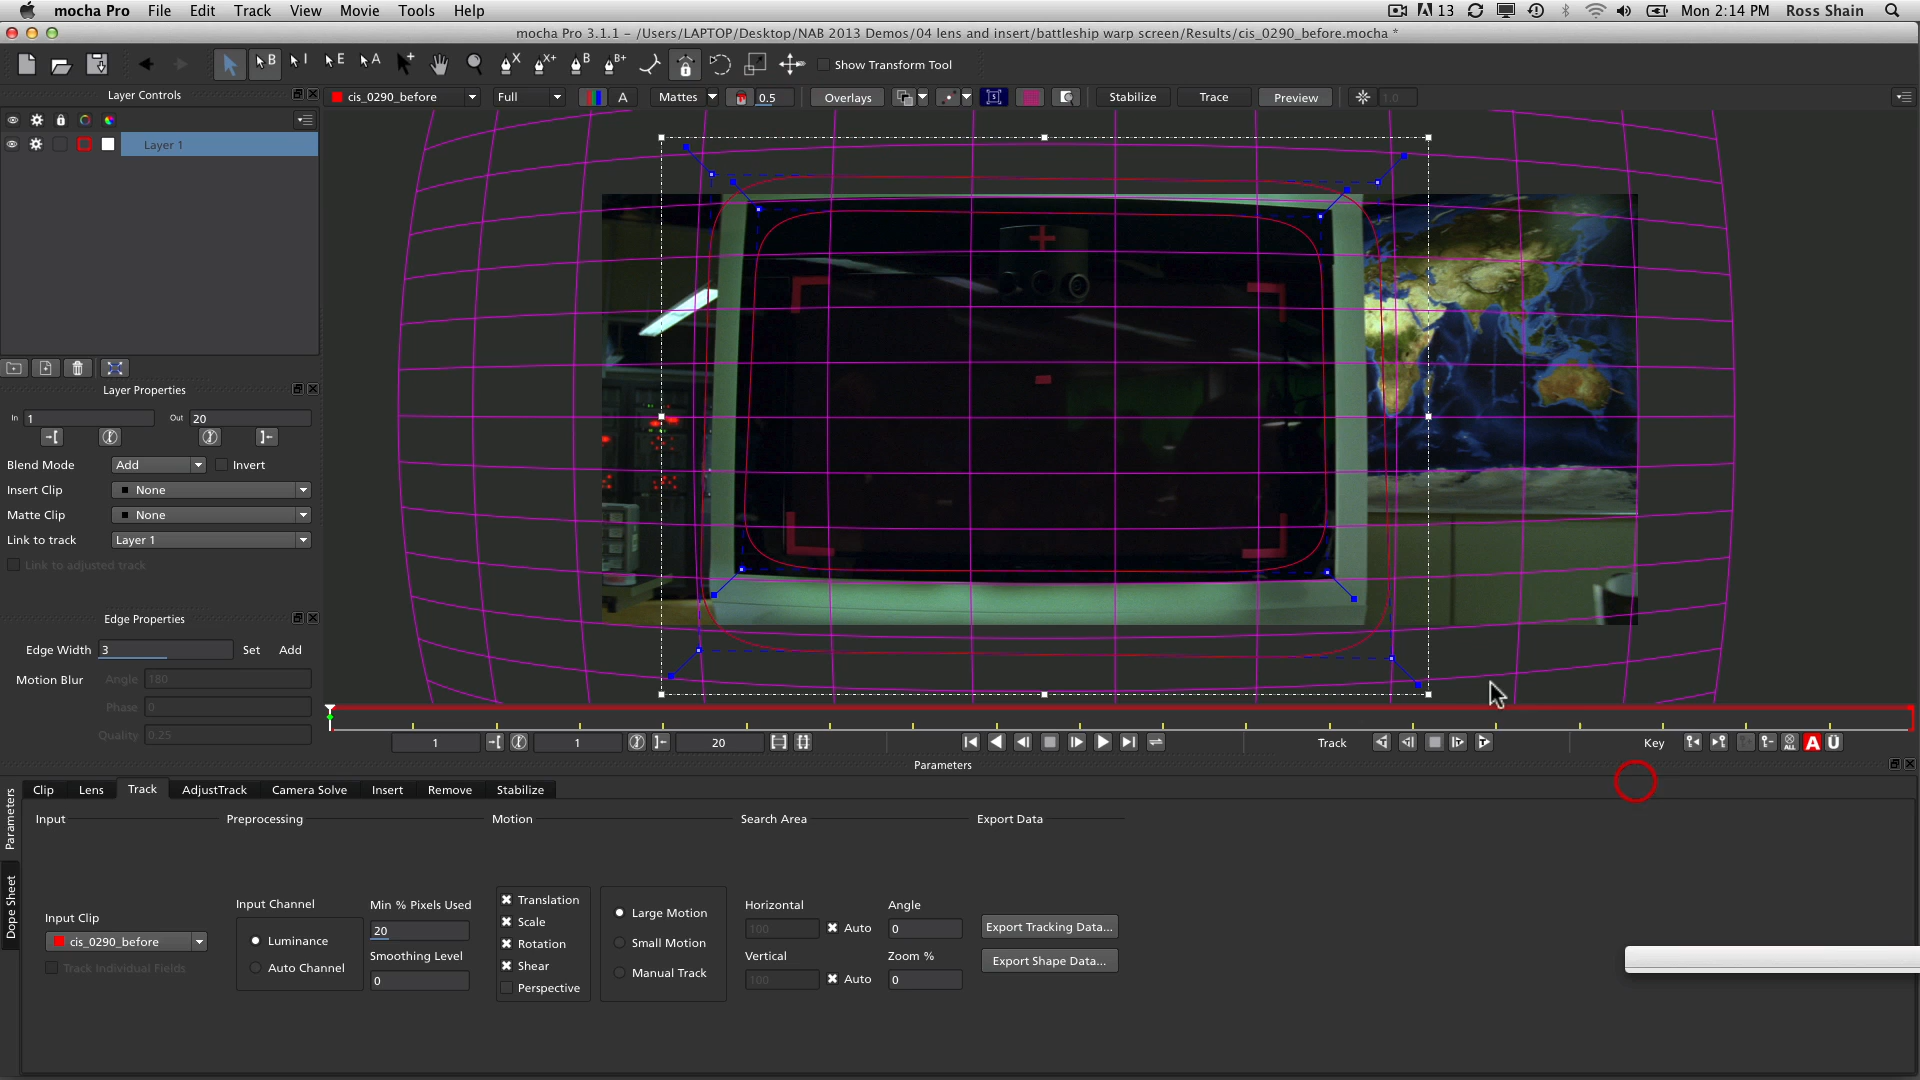 mocha Pro File Edit Track View Movie Tools Help
13 Mon 2:14 PM Ross Shain
mocha Pro 3.1.1 – /Users/LAPTOP/Desktop/NAB 2013 Demos/04 lens and insert/battleship warp screen/Results/cis_0290_before.mocha *
B I E A X X+ B B+ Show Transform Tool
Layer Controls
cis_0290_before Full A Mattes 0.5 Overlays Stabilize Trace Preview 1.0
Layer 1
Layer Properties
In 1 Out 20
Blend Mode Add Invert
Insert Clip None
Matte Clip None
Link to track Layer 1
Link to adjusted track
Edge Properties
Edge Width 3 Set Add
Motion Blur Angle 180
Phase 0
Quality 0.25
1 1 20 Track Key ALL A Ü
Parameters
Clip Lens Track AdjustTrack Camera Solve Insert Remove Stabilize
Parameters
Dope Sheet
Input Preprocessing Motion Search Area Export Data
Input Clip
cis_0290_before
Track Individual Fields
Input Channel
Luminance
Auto Channel
Min % Pixels Used
20
Smoothing Level
0
Translation
Scale
Rotation
Shear
Perspective
Large Motion
Small Motion
Manual Track
Horizontal Angle
100 Auto 0
Vertical Zoom %
100 Auto 0
Export Tracking Data...
Export Shape Data...